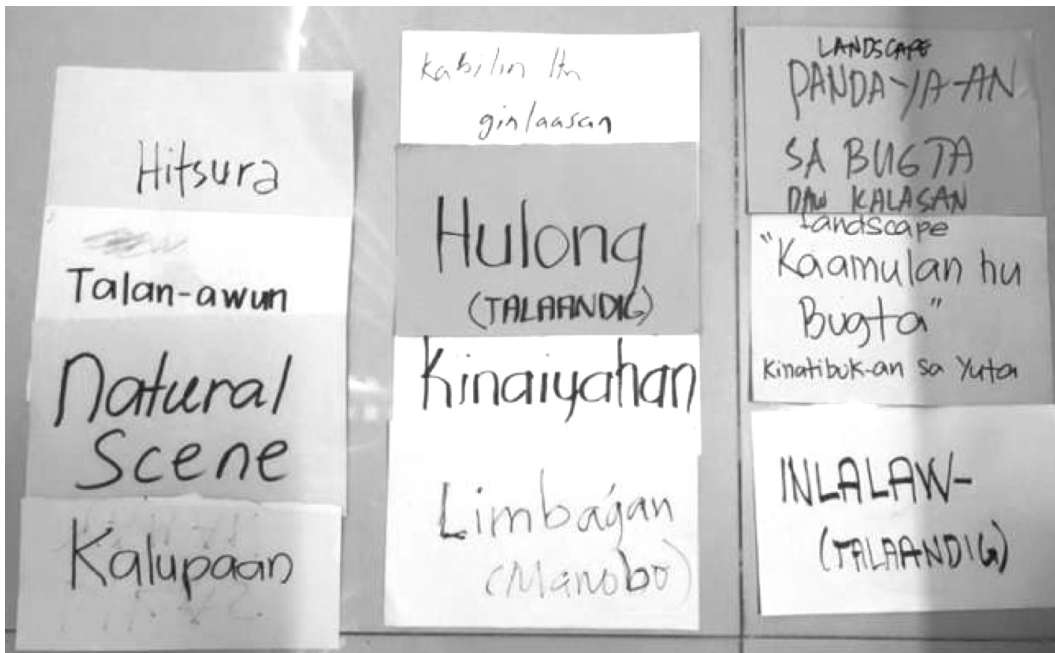 Hitsura
Talan-awun
Natural
Scene
Kalupaan
Kabilin Itn
ginlaasan
Hulong
(TALAANDIG)
Kinaiyahan
Limbagan
(Manobo)
LANDSCAPE
PANDA-YA-AN
SA BUGTA
DAW KALASAN
Landscape
"Kaamulan hu
Bugta"
Kinatibuk-an sa Yuta
INLALAW-
(TALAANDIG)